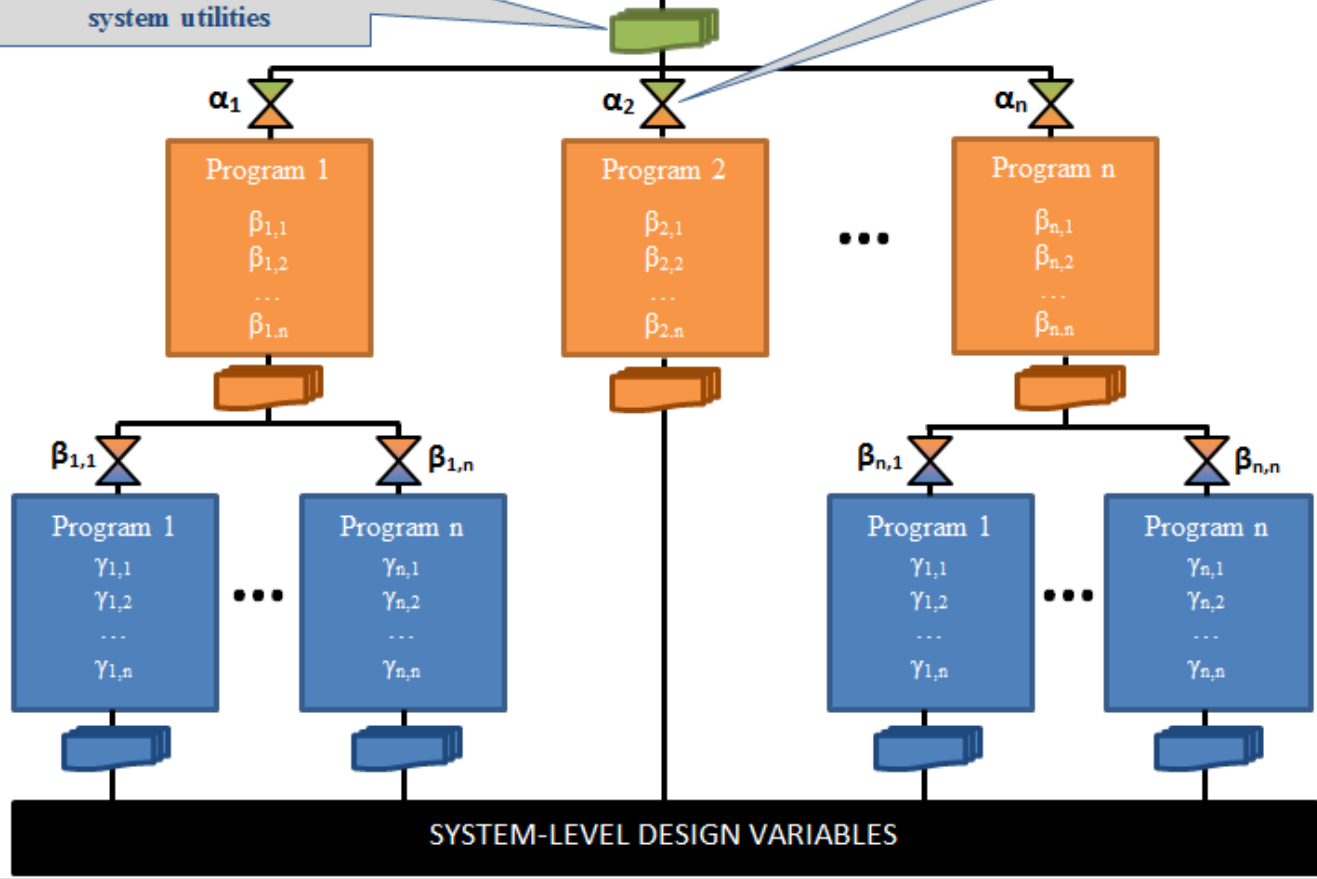 system utilities
α₁
α₂
αₙ
Program 1
β₁,₁
β₁,₂
...
β₁,ₙ
Program 2
β₂,₁
β₂,₂
...
β₂,ₙ
Program n
βₙ,₁
βₙ,₂
...
βₙ,ₙ
β₁,₁
β₁,ₙ
βₙ,₁
βₙ,ₙ
Program 1
γ₁,₁
γ₁,₂
...
γ₁,ₙ
Program n
γₙ,₁
γₙ,₂
...
γₙ,ₙ
Program 1
γ₁,₁
γ₁,₂
...
γ₁,ₙ
Program n
γₙ,₁
γₙ,₂
...
γₙ,ₙ
SYSTEM-LEVEL DESIGN VARIABLES